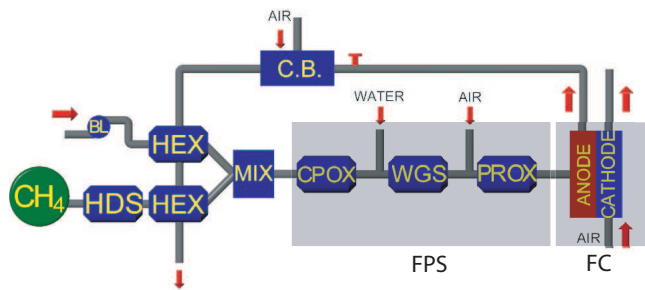 AIR
C.B.
WATER
AIR
BL
HEX
MIX
CPOX
WGS
PROX
ANODE
CATHODE
CH4
HDS
HEX
AIR
FPS
FC